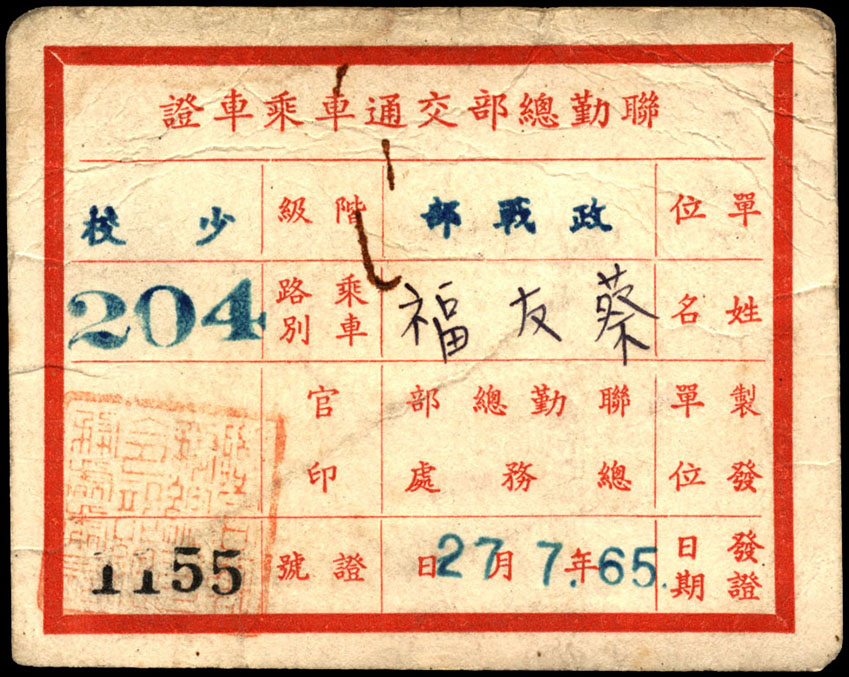 聯勤總部交通車乘車證
單位 政戰部 階級 少校
姓名 蔡友福 乘車路別 204
製發單位 聯勤總部總務處 官印
發證日期 65.年7.月27日 證號 1155